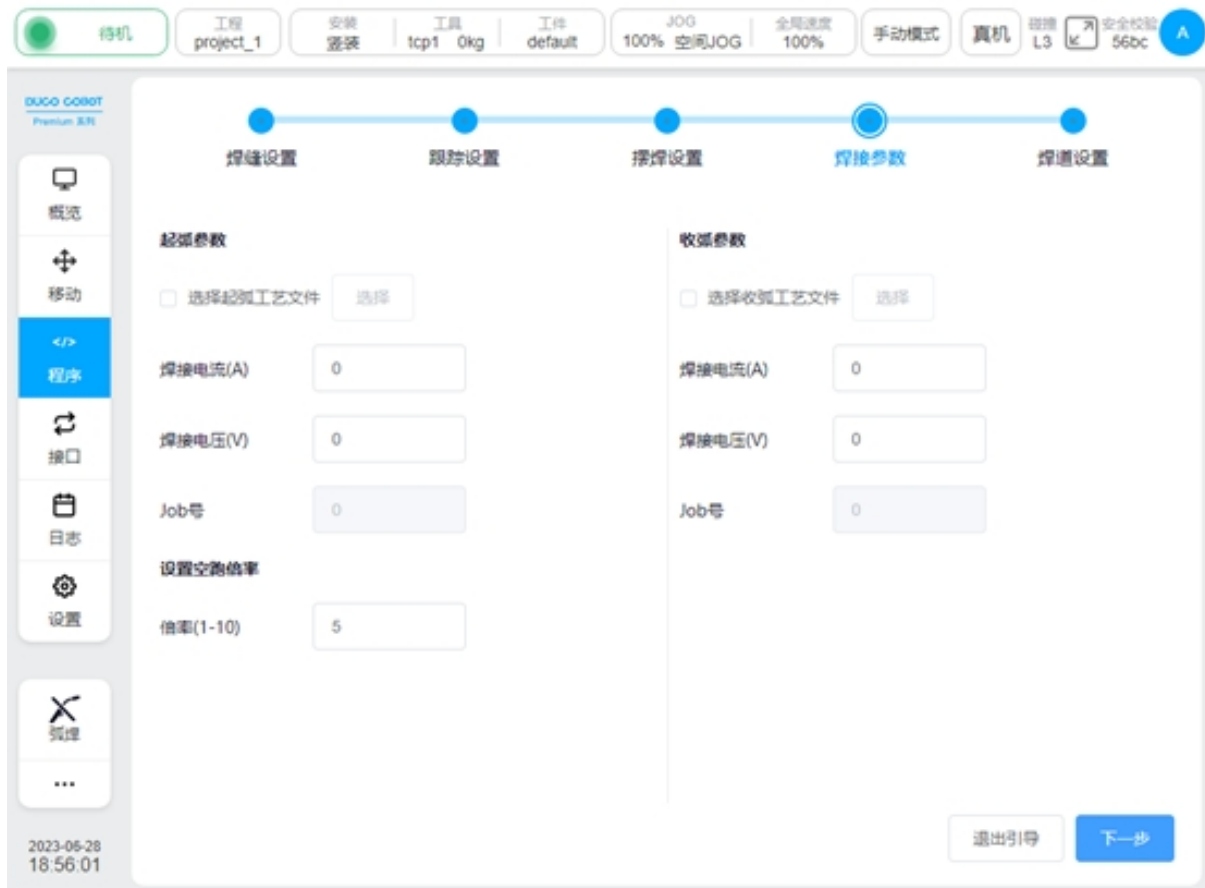 待机
工程
project_1
安装
竖装
工具
tcp1 0kg
工件
default
JOG
100% 空间JOG
全局速度
100%
手动模式
真机
碰撞
L3
安全校验
56bc
A
DUCO COBOT
Premium 系列
概览
移动
</>
程序
接口
日志
设置
弧焊
...
2023-06-28
18:56:01
焊缝设置
跟踪设置
摆焊设置
焊接参数
焊道设置
起弧参数
选择起弧工艺文件 选择
焊接电流(A) 0
焊接电压(V) 0
Job号 0
设置空跑倍率
倍率(1-10) 5
收弧参数
选择收弧工艺文件 选择
焊接电流(A) 0
焊接电压(V) 0
Job号 0
退出引导
下一步